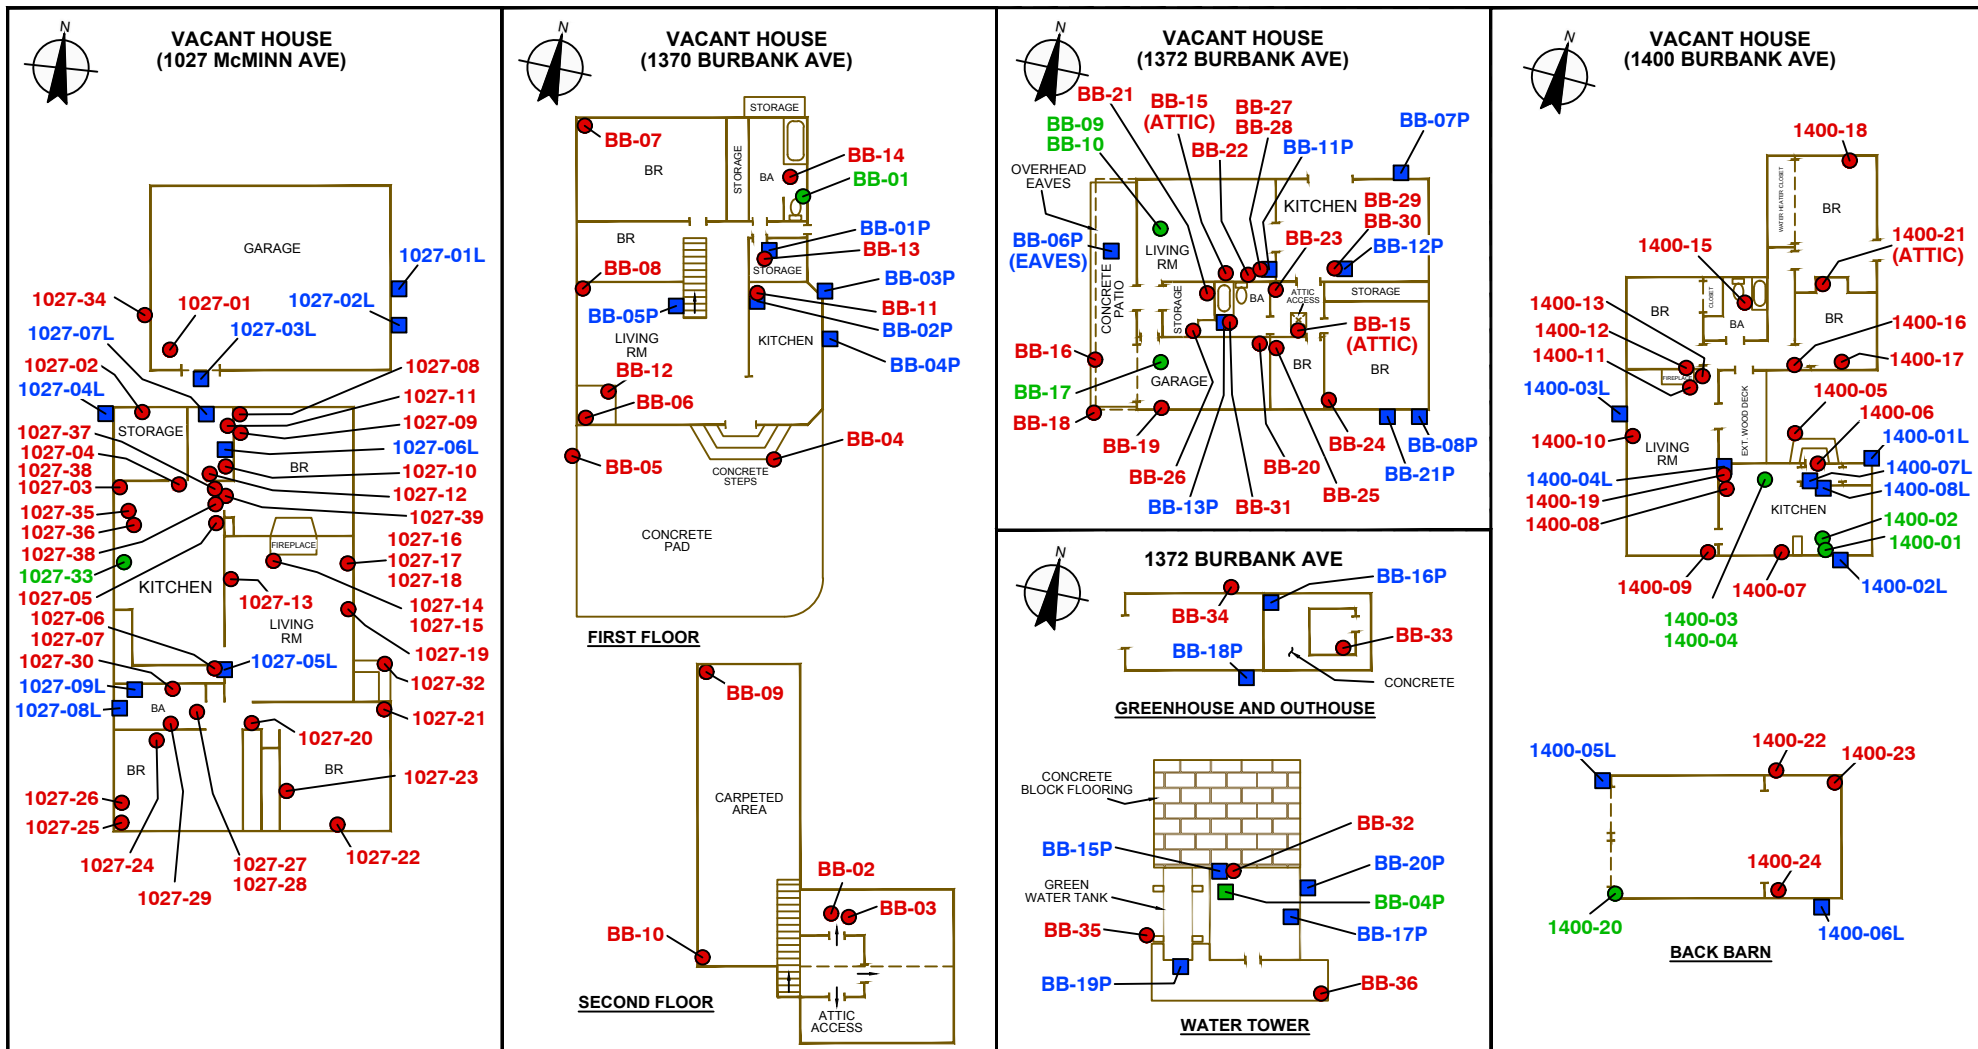 N
VACANT HOUSE
(1027 McMINN AVE)
GARAGE
1027-01L
1027-02L
1027-34
1027-01
1027-03L
1027-07L
1027-02
1027-04L
1027-08
1027-11
1027-09
1027-06L
STORAGE
1027-37
1027-04
1027-38
1027-03
BR
1027-10
1027-12
1027-39
1027-35
1027-36
1027-38
1027-33
1027-05
FIREPLACE
1027-16
1027-17
1027-18
KITCHEN
1027-13
1027-14
1027-15
LIVING
RM
1027-06
1027-07
1027-30
1027-05L
1027-19
1027-32
1027-09L
1027-08L
BA
1027-21
1027-20
BR
BR
1027-23
1027-26
1027-25
1027-24
1027-29
1027-27
1027-28
1027-22
N
VACANT HOUSE
(1370 BURBANK AVE)
STORAGE
BB-07
BR
STORAGE
BA
BB-14
BB-01
BR
BB-01P
BB-13
BB-08
STORAGE
BB-03P
BB-05P
BB-11
BB-02P
LIVING
RM
KITCHEN
BB-04P
BB-12
BB-06
BB-04
BB-05
CONCRETE
STEPS
CONCRETE
PAD
FIRST FLOOR
BB-09
CARPETED
AREA
BB-02
BB-03
BB-10
SECOND FLOOR
ATTIC
ACCESS
N
VACANT HOUSE
(1372 BURBANK AVE)
BB-21
BB-15
(ATTIC)
BB-27
BB-28
BB-07P
BB-09
BB-10
BB-22
BB-11P
OVERHEAD
EAVES
KITCHEN
BB-29
BB-30
BB-06P
(EAVES)
LIVING
RM
BB-23
BB-12P
CONCRETE
PATIO
STORAGE
BA
ATTIC
ACCESS
STORAGE
BB-15
(ATTIC)
BB-16
BR
BR
BB-17
GARAGE
BB-18
BB-19
BB-24
BB-08P
BB-26
BB-20
BB-21P
BB-25
BB-13P
BB-31
N
1372 BURBANK AVE
BB-16P
BB-34
BB-33
BB-18P
CONCRETE
GREENHOUSE AND OUTHOUSE
CONCRETE
BLOCK FLOORING
BB-32
BB-15P
BB-20P
GREEN
WATER TANK
BB-04P
BB-35
BB-17P
BB-19P
BB-36
WATER TOWER
N
VACANT HOUSE
(1400 BURBANK AVE)
1400-18
WATER HEATER CLOSET
BR
1400-15
1400-21
(ATTIC)
1400-13
1400-12
1400-11
BR
CLOSET
BA
BR
1400-16
1400-17
FIREPLACE
1400-03L
EXT. WOOD DECK
1400-05
1400-06
1400-01L
1400-10
LIVING
RM
1400-07L
1400-04L
1400-08L
1400-19
1400-08
KITCHEN
1400-02
1400-01
1400-09
1400-07
1400-02L
1400-03
1400-04
1400-05L
1400-22
1400-23
1400-24
1400-20
1400-06L
BACK BARN